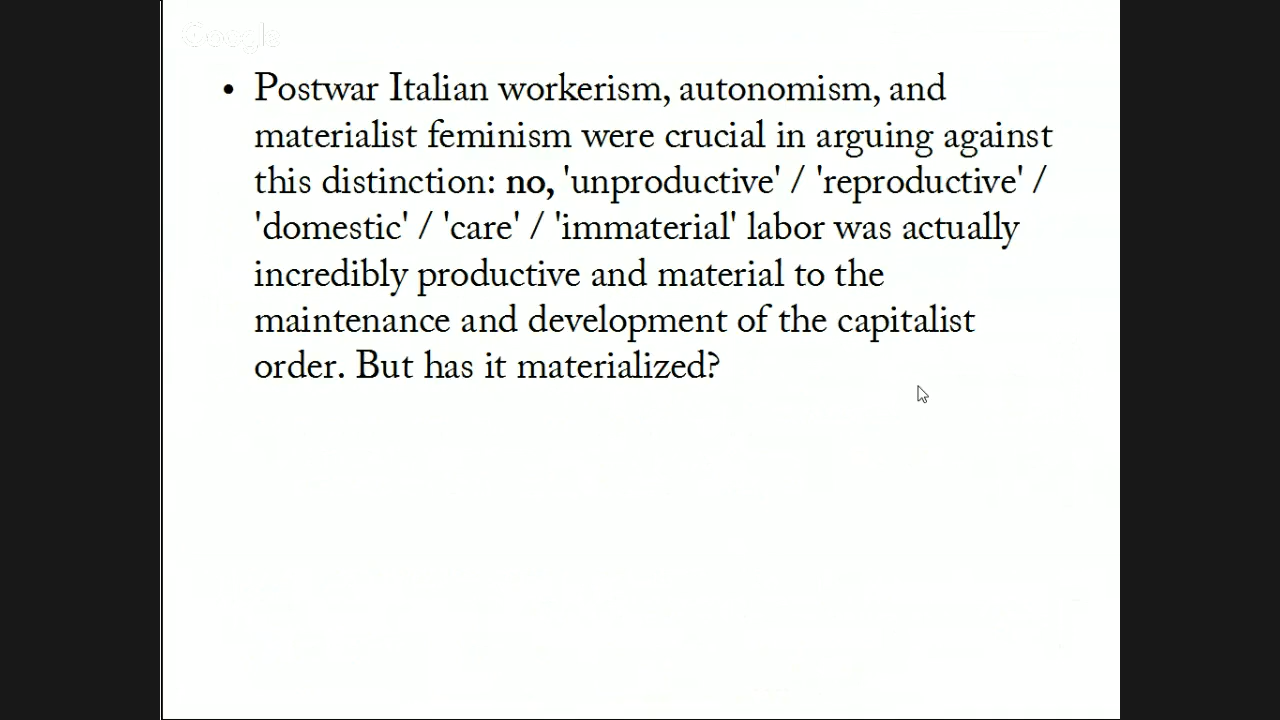 Google
• Postwar Italian workerism, autonomism, and
materialist feminism were crucial in arguing against
this distinction: no, 'unproductive' / 'reproductive' /
'domestic' / 'care' / 'immaterial' labor was actually
incredibly productive and material to the
maintenance and development of the capitalist
order. But has it materialized?